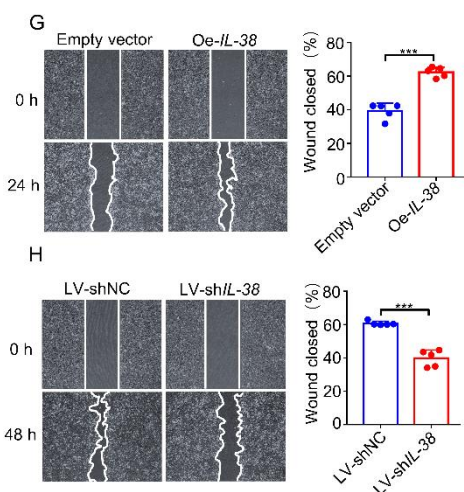 G
Empty vector
Oe-IL-38
0 h
24 h
Wound closed (%)
80
60
40
20
0
***
Empty vector
Oe-IL-38
H
LV-shNC
LV-shIL-38
0 h
48 h
Wound closed (%)
80
60
40
20
0
***
LV-shNC
LV-shIL-38